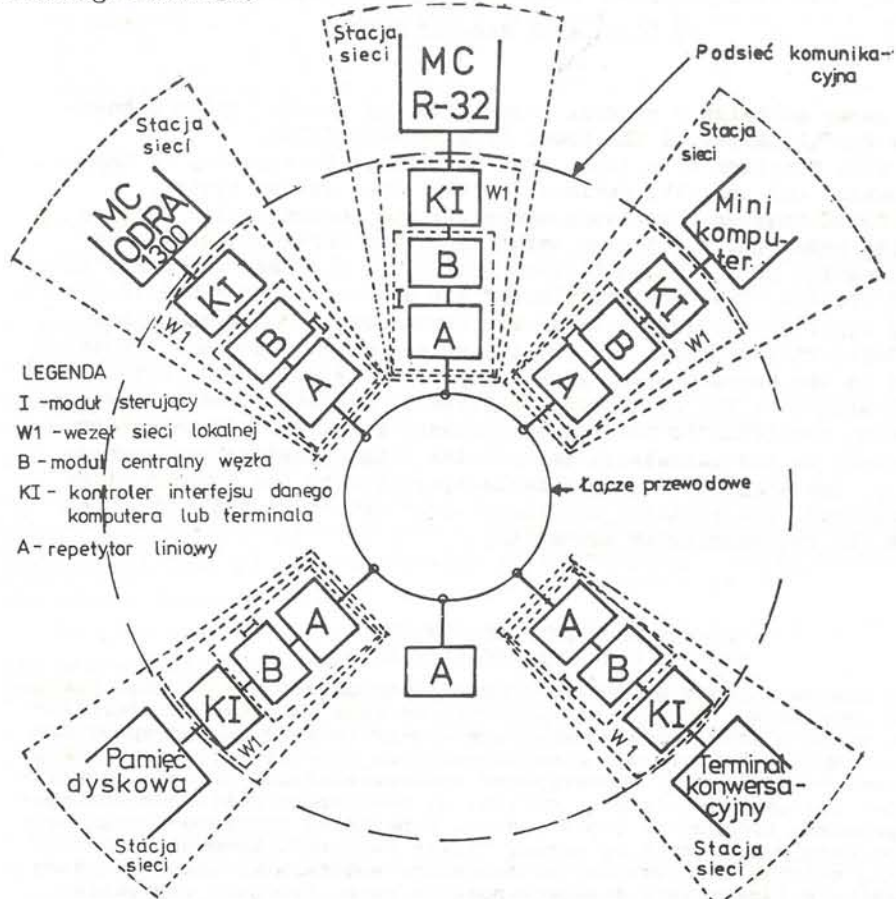 Stacja
sieci
MC
R-32
Podsieć komunika-
cyjna
KI
W1
B
I
A
Stacja
sieci
MC
ODRA
1300
KI
W1
B
I
A
Stacja
sieci
Mini
kompu-
ter
KI
W1
B
I
A
LEGENDA
I - moduł sterujący
W1 - wezeł sieci lokalnej
B - moduł centralny węzła
KI - kontroler interfejsu danego
komputera lub terminala
A - repetytor liniowy
Łącze przewodowe
A
I
B
KI
W1
Pamięć
dyskowa
Stacja
sieci
A
A
I
B
KI
W1
Terminal
konwersa-
cyjny
Stacja
sieci